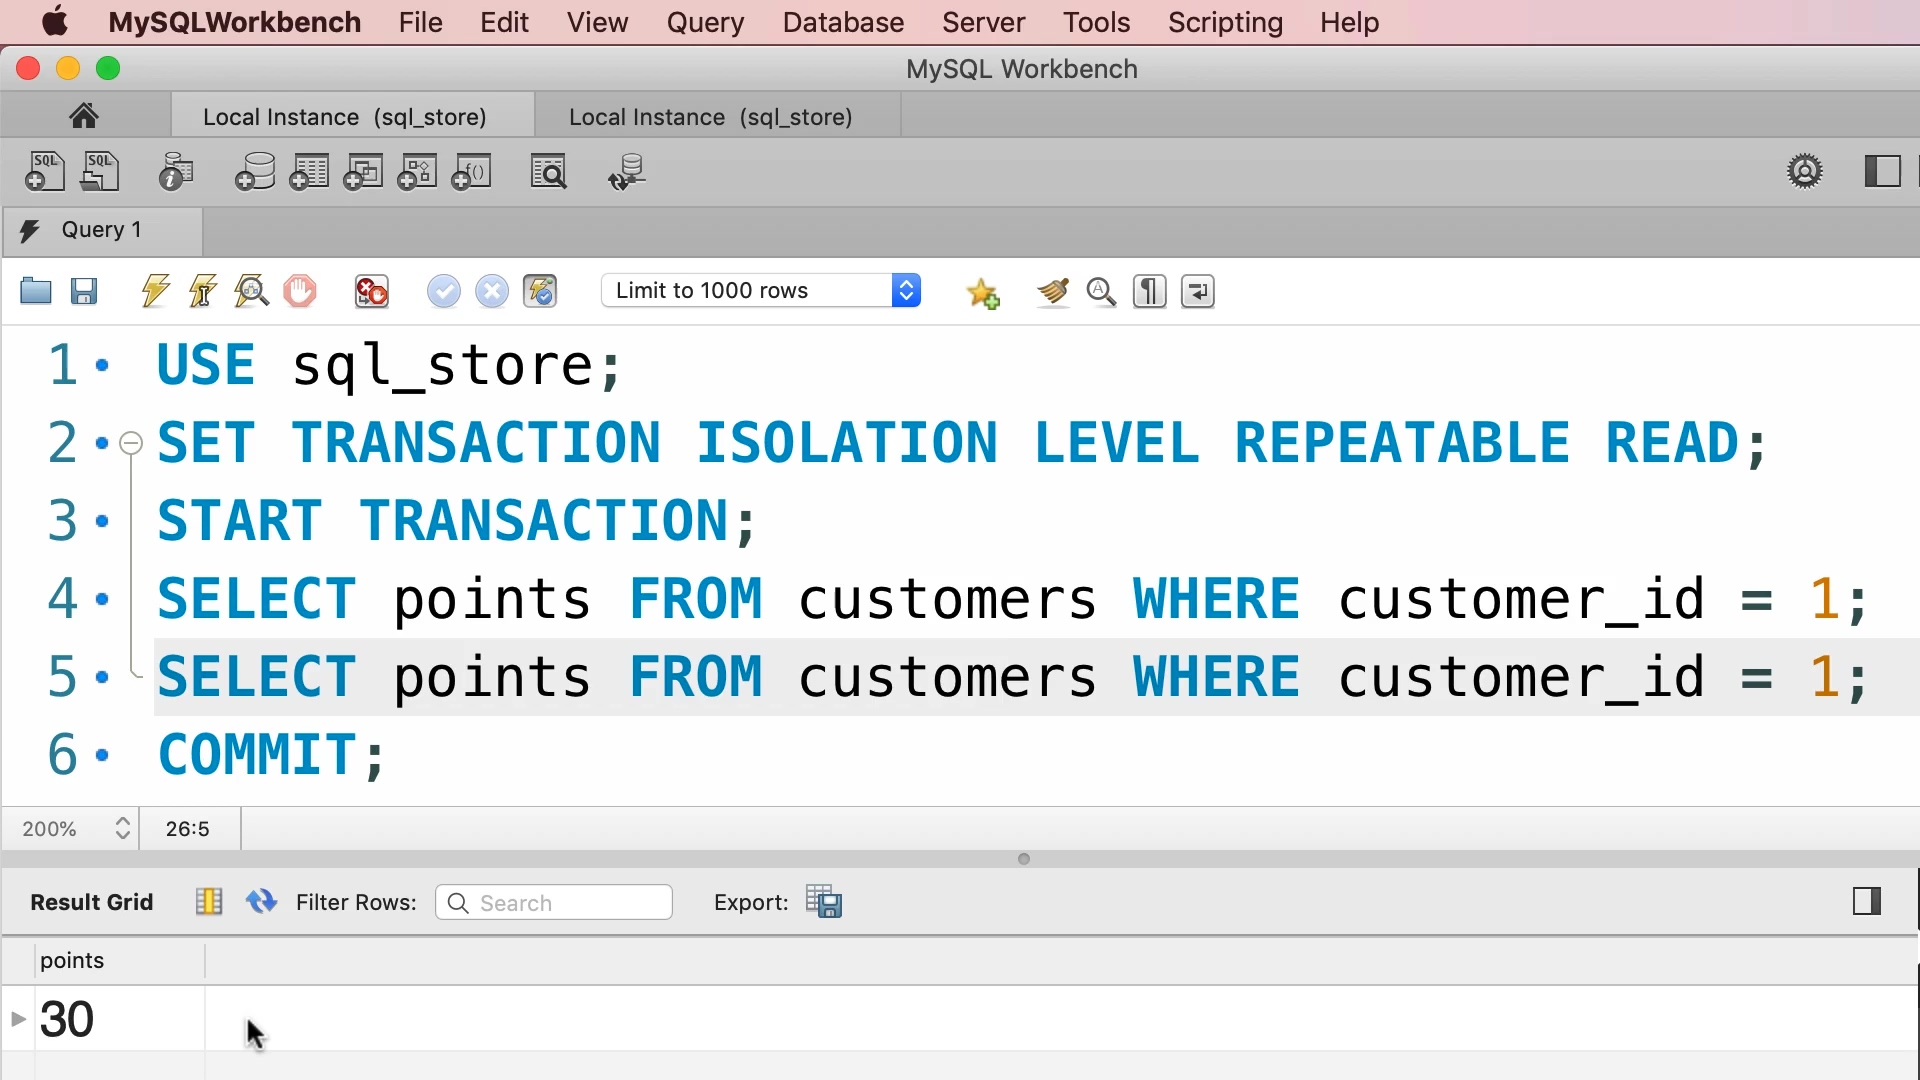 MySQLWorkbench File Edit View Query Database Server Tools Scripting Help
MySQL Workbench
Local Instance (sql_store) Local Instance (sql_store)
SQL SQL
Query 1
Limit to 1000 rows
1 USE sql_store;
2 SET TRANSACTION ISOLATION LEVEL REPEATABLE READ;
3 START TRANSACTION;
4 SELECT points FROM customers WHERE customer_id = 1;
5 SELECT points FROM customers WHERE customer_id = 1;
6 COMMIT;
200% 26:5
Result Grid Filter Rows: Search Export:
points
30